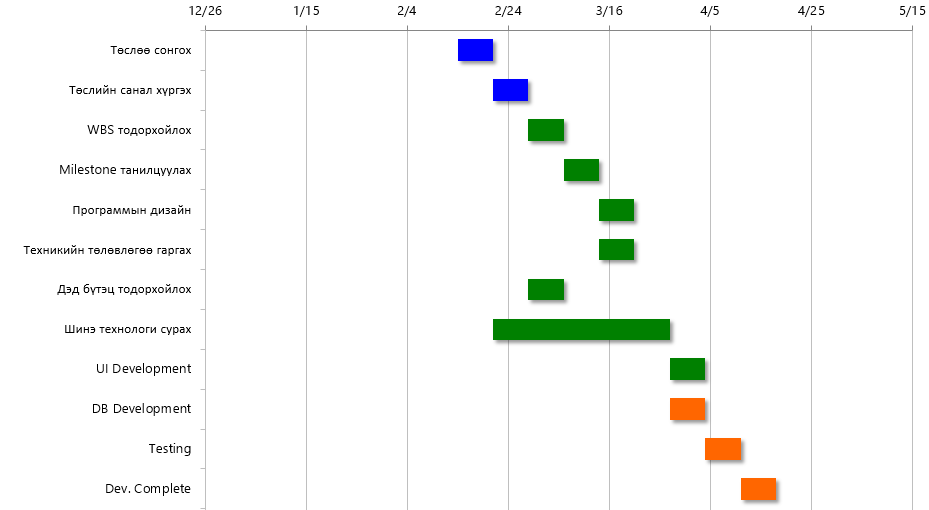 12/26 1/15 2/4 2/24 3/16 4/5 4/25 5/15
Төслөө сонгох
Төслийн санал хүргэх
WBS тодорхойлох
Milestone танилцуулах
Программын дизайн
Техникийн төлөвлөгөө гаргах
Дэд бүтэц тодорхойлох
Шинэ технологи сурах
UI Development
DB Development
Testing
Dev. Complete